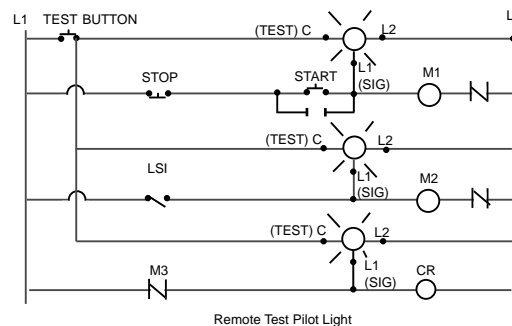 L1 TEST BUTTON (TEST) C L2 L
STOP START L1 (SIG) M1
(TEST) C L2
LSI L1 (SIG) M2
(TEST) C L2
M3 L1 (SIG) CR
Remote Test Pilot Light